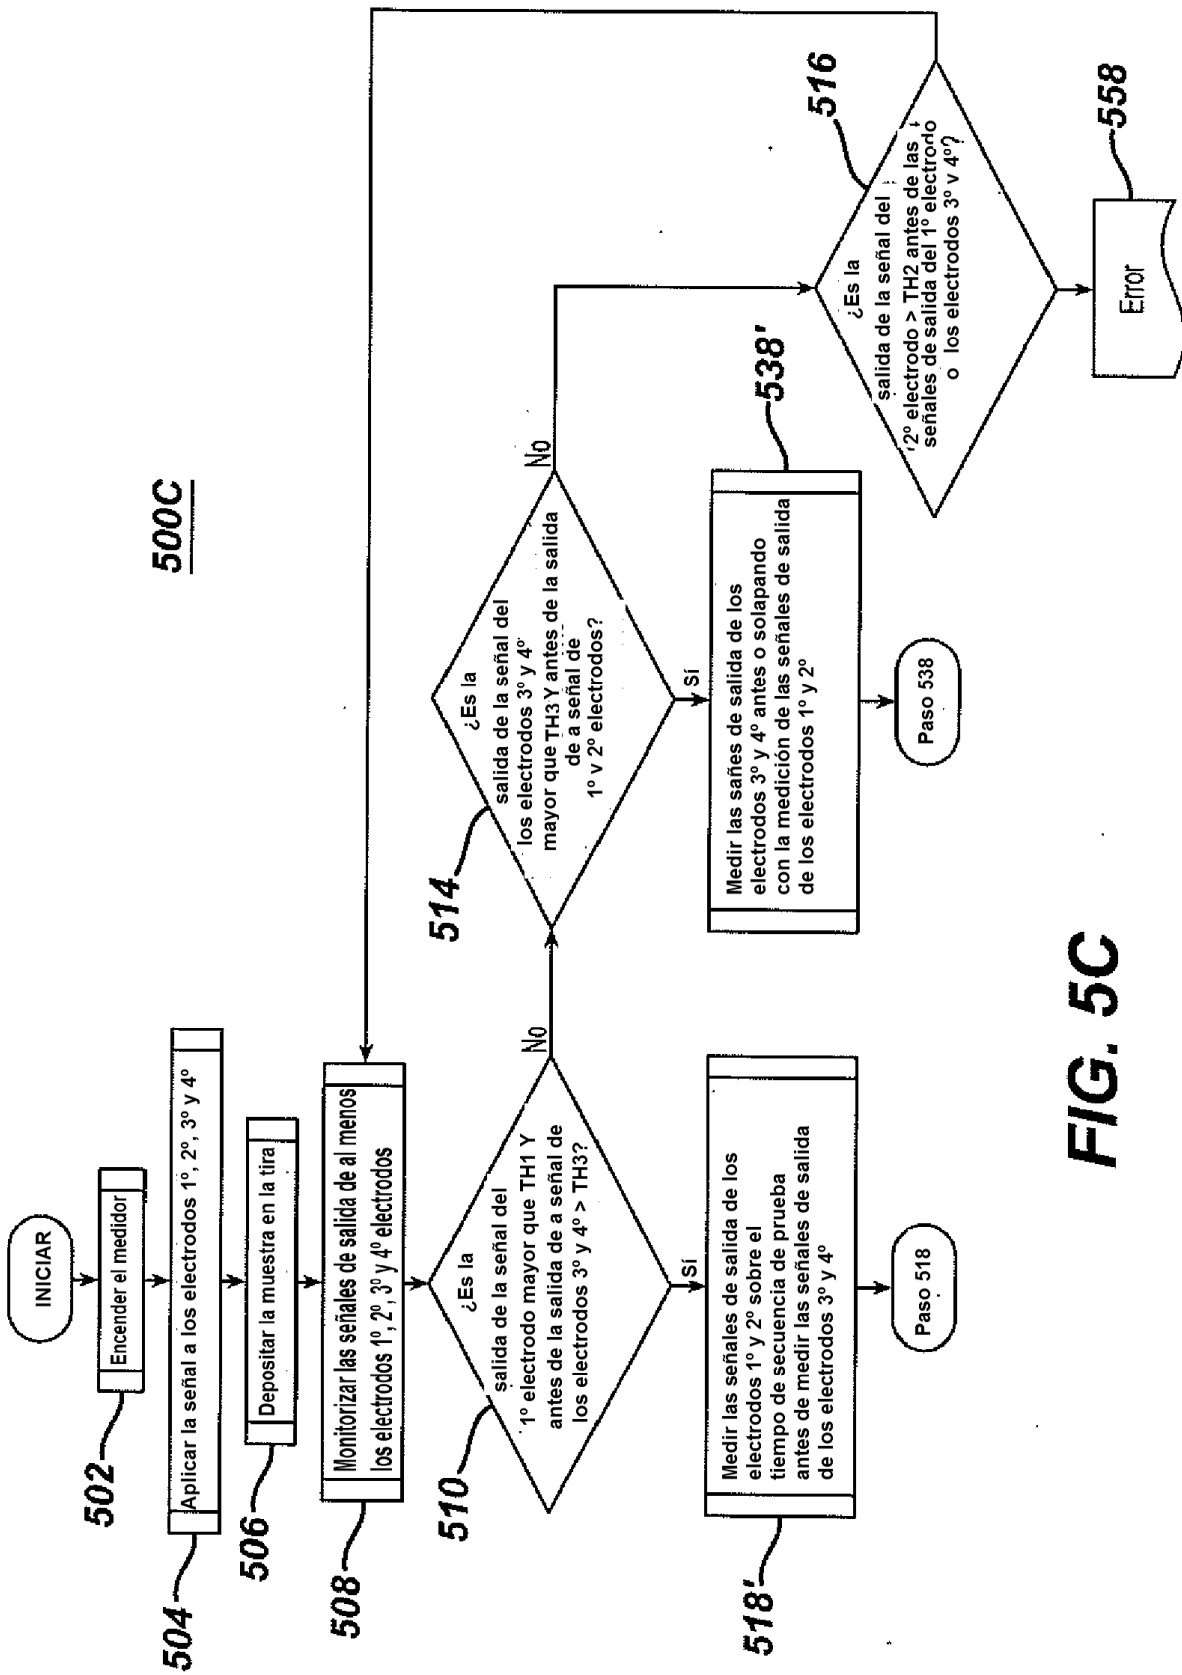 500C
INICIAR
Encender el medidor
502
Aplicar la señal a los electrodos 1º, 2º, 3º y 4º
504
Depositar la muestra en la tira
506
Monitorizar las señales de salida de al menos
los electrodos 1º, 2º, 3º y 4º electrodos
508
¿Es la
salida de la señal del
1º electrodo mayor que TH1 Y
antes de la salida de a señal de
los electrodos 3º y 4º > TH3?
510
No
Sí
Medir las señales de salida de los
electrodos 1º y 2º sobre el
tiempo de secuencia de prueba
antes de medir las señales de salida
de los electrodos 3º y 4º
518'
Paso 518
¿Es la
salida de la señal del
los electrodos 3º y 4º
mayor que TH3 Y antes de la salida
de a señal de
1º v 2º electrodos?
514
No
Sí
Medir las sañes de salida de los
electrodos 3º y 4º antes o solapando
con la medición de las señales de salida
de los electrodos 1º y 2º
538'
Paso 538
¿Es la
salida de la señal del
2º electrodo > TH2 antes de las
señales de salida del 1º electrodo
o los electrodos 3º v 4º?
516
Error
558
FIG. 5C